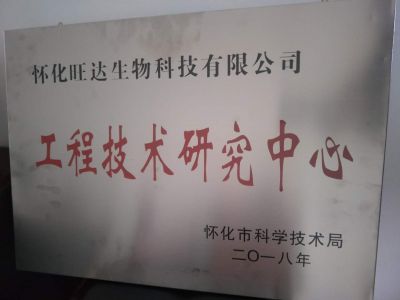 怀化旺达生物科技有限公司
工程技术研究中心
怀化市科学技术局
二〇一八年